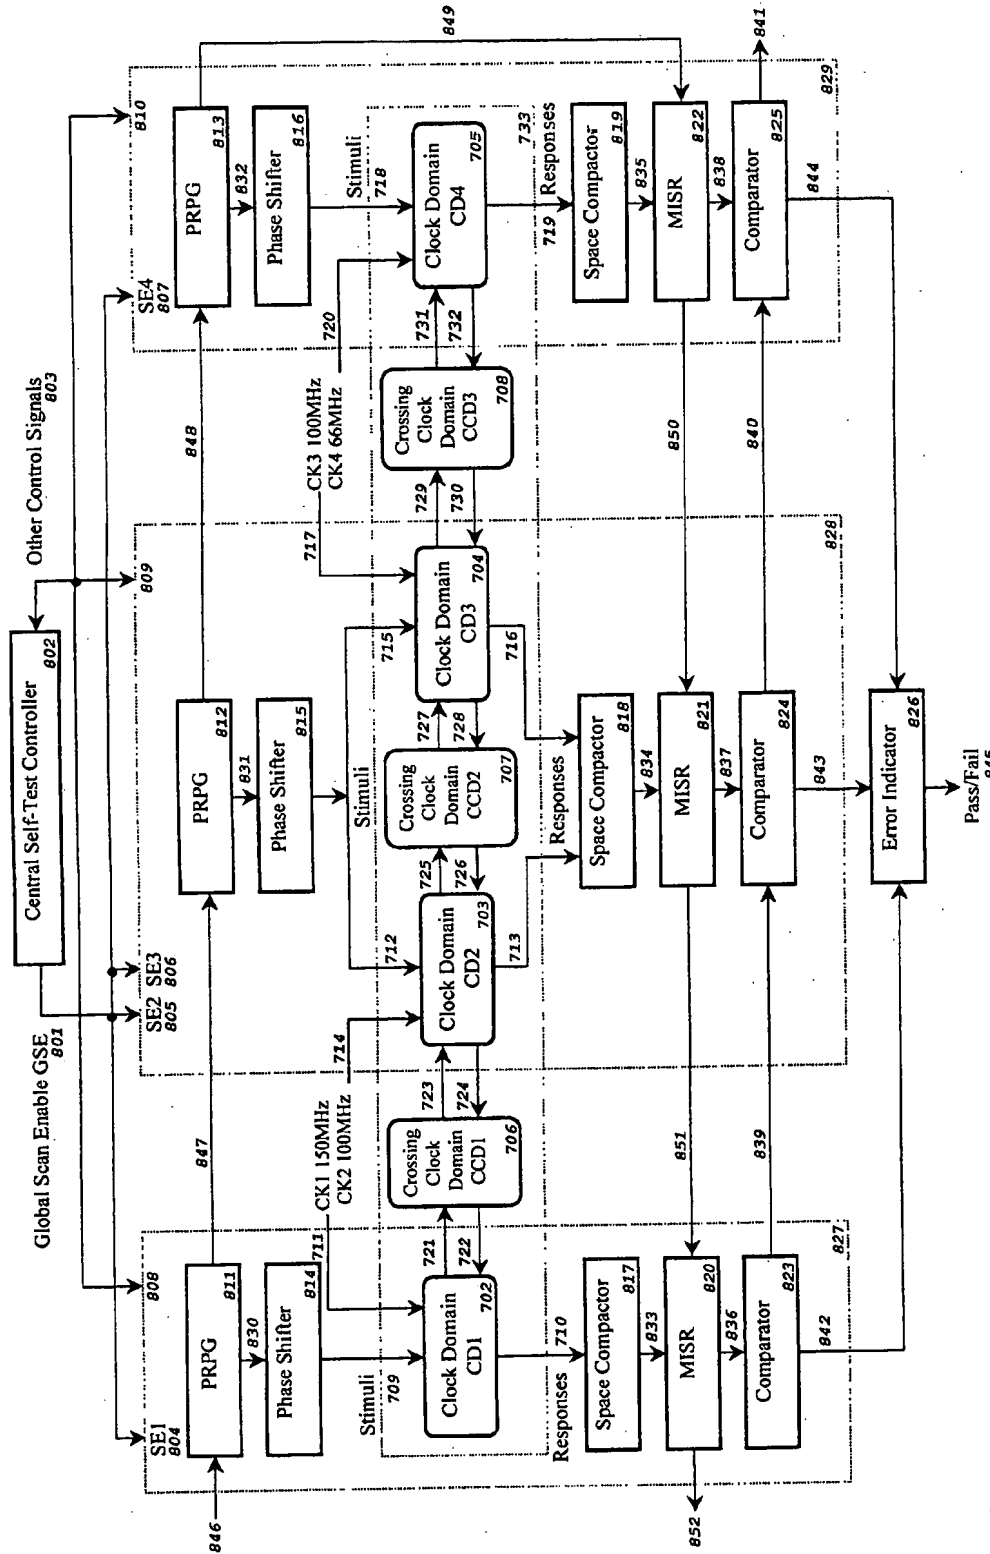 Central Self-Test Controller
802
Global Scan Enable GSE
801
Other Control Signals
803
SE1
804
808
SE2
805
SE3
806
809
SE4
807
810
846
PRPG
811
847
PRPG
812
848
PRPG
813
849
830
831
832
Phase Shifter
814
Phase Shifter
815
Phase Shifter
816
711
CK1 150MHz
CK2 100MHz
714
717
CK3 100MHz
CK4 66MHz
720
Stimuli
709
Stimuli
712
715
Stimuli
718
Clock Domain
CD1
702
721
722
Crossing
Clock
Domain
CCD1
706
723
724
Clock Domain
CD2
703
725
726
Crossing
Clock
Domain
CCD2
707
727
728
Clock Domain
CD3
704
729
730
Crossing
Clock
Domain
CCD3
708
731
732
Clock Domain
CD4
705
733
Responses
710
713
Responses
716
719
Responses
Space Compactor
817
Space Compactor
818
Space Compactor
819
833
834
835
852
MISR
820
851
MISR
821
850
MISR
822
836
837
838
Comparator
823
839
Comparator
824
840
Comparator
825
841
827
828
829
842
843
844
Error Indicator
826
Pass/Fail
845